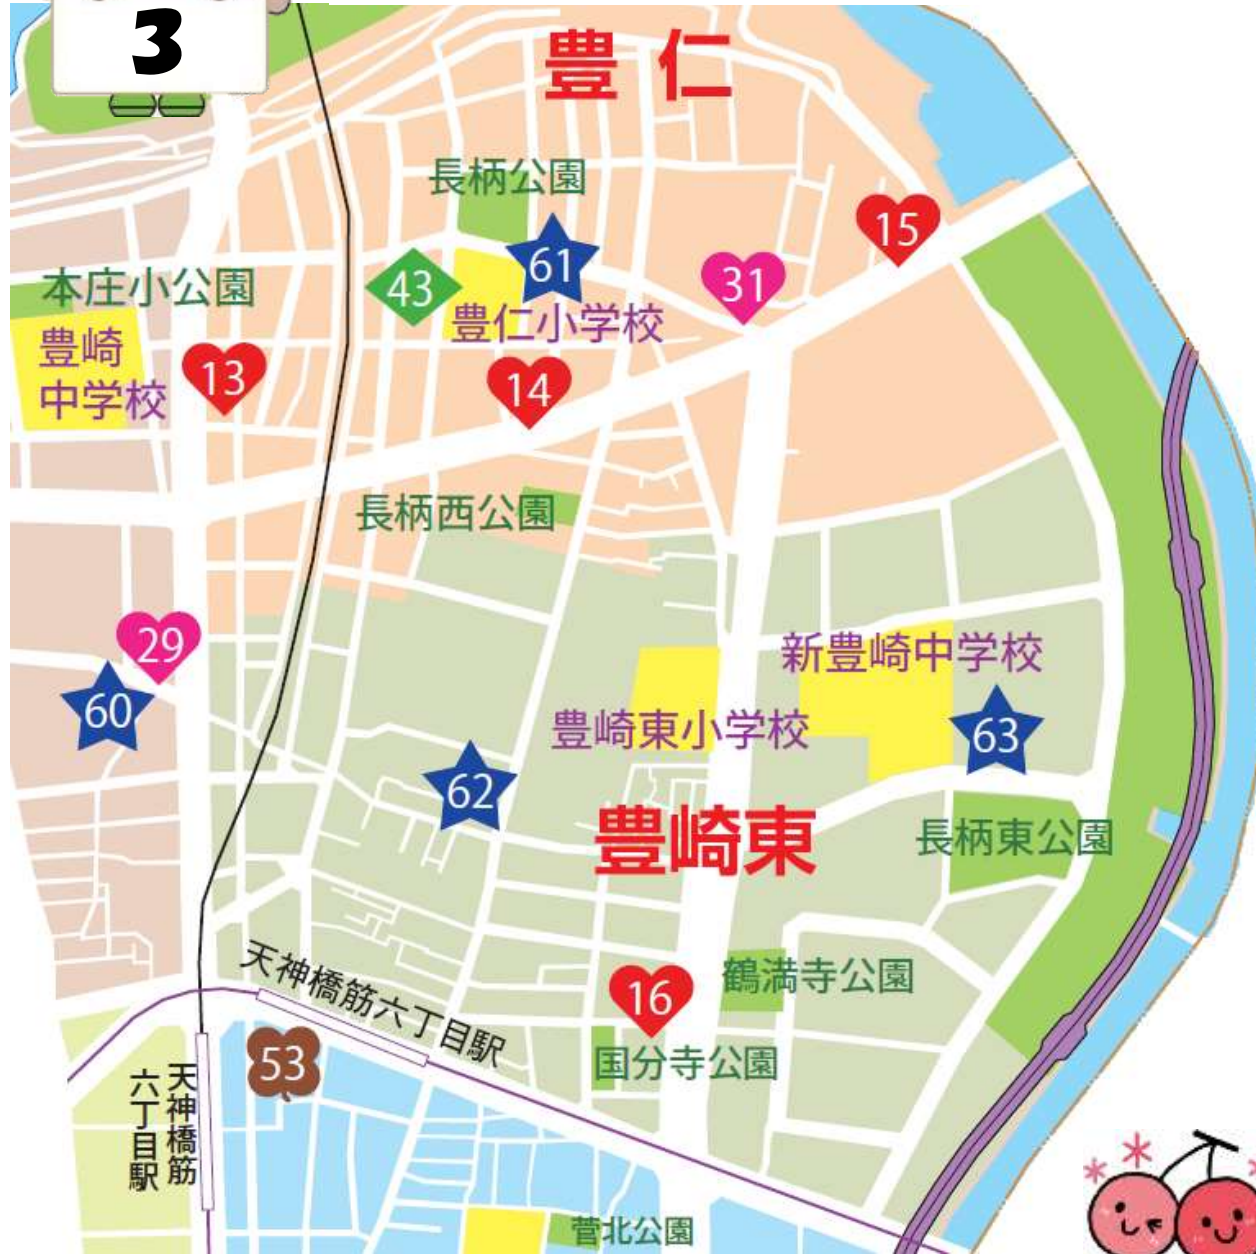 3
豊仁
長柄公園
15
61
43
31
本庄小公園
豊仁小学校
豊崎
中学校
13
14
長柄西公園
29
新豊崎中学校
60
豊崎東小学校
63
62
豊崎東
長柄東公園
天神橋筋六丁目駅
16
鶴満寺公園
53
国分寺公園
天神橋筋
六丁目駅
菅北公園